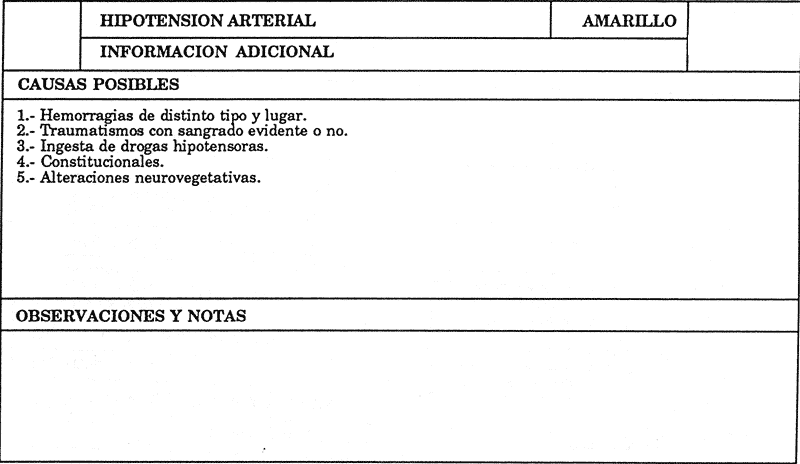 HIPOTENSION ARTERIAL
AMARILLO
INFORMACION ADICIONAL
CAUSAS POSIBLES
1.- Hemorragias de distinto tipo y lugar.
2.- Traumatismos con sangrado evidente o no.
3.- Ingesta de drogas hipotensoras.
4.- Constitucionales.
5.- Alteraciones neurovegetativas.
OBSERVACIONES Y NOTAS